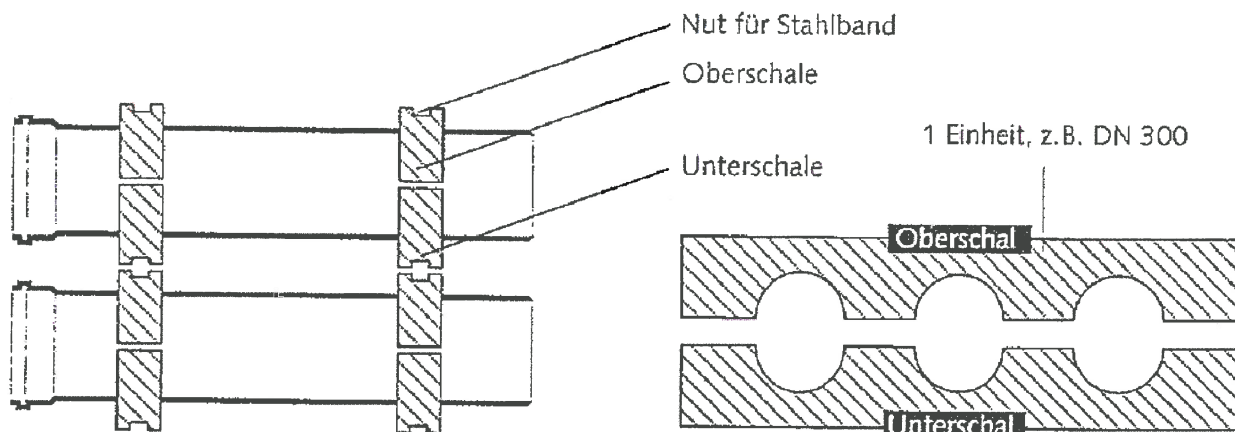 Nut für Stahlband
Oberschale
Unterschale
1 Einheit, z.B. DN 300
Oberschal
Unterschal